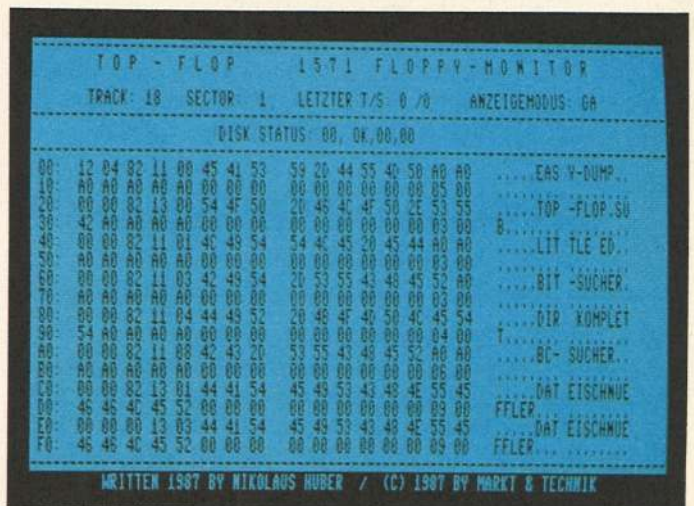 TOP - FLOP 1571 FLOPPY-MONITOR
TRACK: 18 SECTOR: 1 LETZTER T/S: 0 /0 ANZEIGEMODUS: GA
DISK STATUS: 00, OK,00,00
00: 12 04 82 11 00 45 41 53 59 2D 44 55 4D 50 A0 A0 .....EAS Y-DUMP..
10: A0 A0 A0 A0 A0 00 00 00 00 00 00 00 00 00 05 00 ........ ........
20: 00 00 82 13 00 54 4F 50 2D 46 4C 4F 50 2E 53 55 .....TOP -FLOP.SU
30: 42 A0 A0 A0 A0 00 00 00 00 00 00 00 00 00 03 00 B....... ........
40: 00 00 82 11 01 4C 49 54 54 4C 45 20 45 44 A0 A0 .....LIT TLE ED..
50: A0 A0 A0 A0 A0 00 00 00 00 00 00 00 00 00 03 00 ........ ........
60: 00 00 82 11 03 42 49 54 2D 53 55 43 48 45 52 A0 .....BIT -SUCHER.
70: A0 A0 A0 A0 A0 00 00 00 00 00 00 00 00 00 03 00 ........ ........
80: 00 00 82 11 04 44 49 52 20 4B 4F 4D 50 4C 45 54 .....DIR KOMPLET
90: 54 A0 A0 A0 A0 00 00 00 00 00 00 00 00 00 04 00 T....... ........
A0: 00 00 82 11 08 42 43 2D 53 55 43 48 45 52 A0 A0 .....BC- SUCHER..
B0: A0 A0 A0 A0 A0 00 00 00 00 00 00 00 00 00 06 00 ........ ........
C0: 00 00 82 13 01 44 41 54 45 49 53 43 48 4E 55 45 .....DAT EISCHNUE
D0: 46 46 4C 45 52 00 00 00 00 00 00 00 00 00 09 00 FFLER... ........
E0: 00 00 00 13 03 44 41 54 45 49 53 43 48 4E 55 45 .....DAT EISCHNUE
F0: 46 46 4C 45 52 00 00 00 00 00 00 00 00 00 09 00 FFLER... ........
WRITTEN 1987 BY NIKOLAUS HUBER / (C) 1987 BY MARKT & TECHNIK